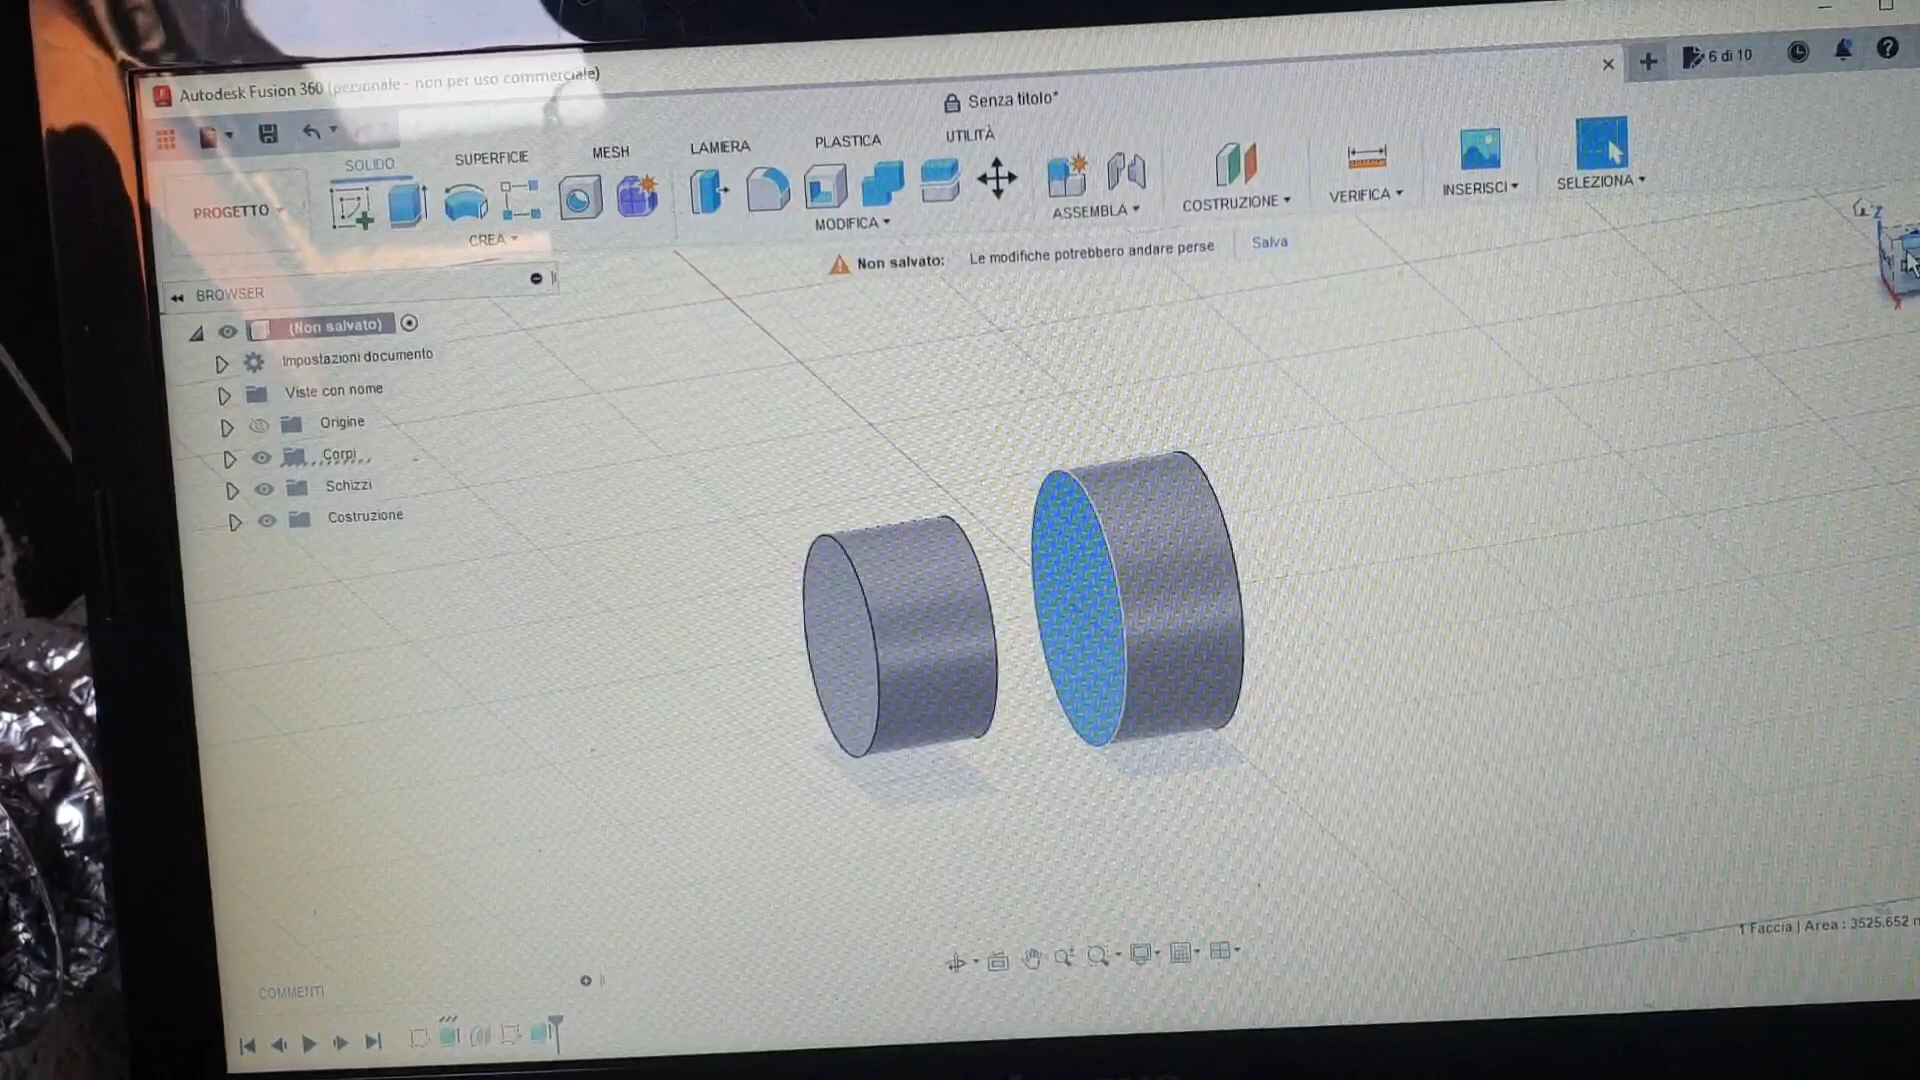 Autodesk Fusion 360 (personale - non per uso commerciale)
Senza titolo*
6 di 10
SOLIDO
SUPERFICIE
MESH
LAMIERA
PLASTICA
UTILITÀ
PROGETTO
CREA
MODIFICA
ASSEMBLA
COSTRUZIONE
VERIFICA
INSERISCI
SELEZIONA
Non salvato: Le modifiche potrebbero andare perse Salva
BROWSER
(Non salvato)
Impostazioni documento
Viste con nome
Origine
Corpi
Schizzi
Costruzione
Z
X
1 Faccia | Area : 3525.652
COMMENTI